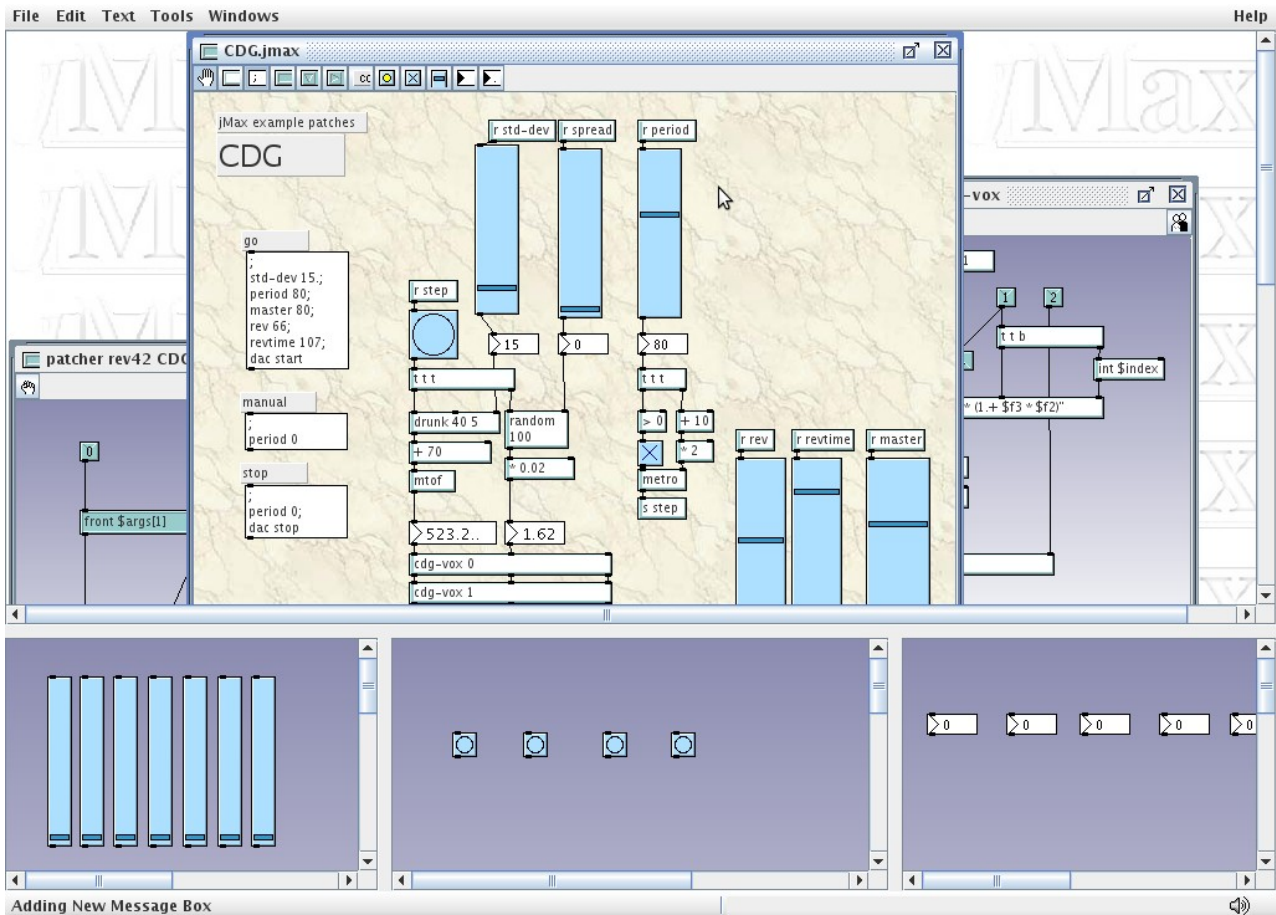 File Edit Text Tools Windows Help
jMax
CDG.jmax
cc
jMax example patches
CDG
r std-dev
r spread
r period
go
;
std-dev 15.;
period 80;
master 80;
rev 66;
revtime 107;
dac start
manual
;
period 0
stop
;
period 0;
dac stop
r step
15
0
80
t t t
t t t
drunk 40 5
random
100
> 0
+ 10
+ 70
* 0.02
* 2
mtof
metro
s step
523.2..
1.62
cdg-vox 0
cdg-vox 1
r rev
r revtime
r master
patcher rev42 CDG
0
front $args[1]
-vox
1
1
2
t t b
int $index
* (1.+ $f3 * $f2)"
0
0
0
0
0
Adding New Message Box